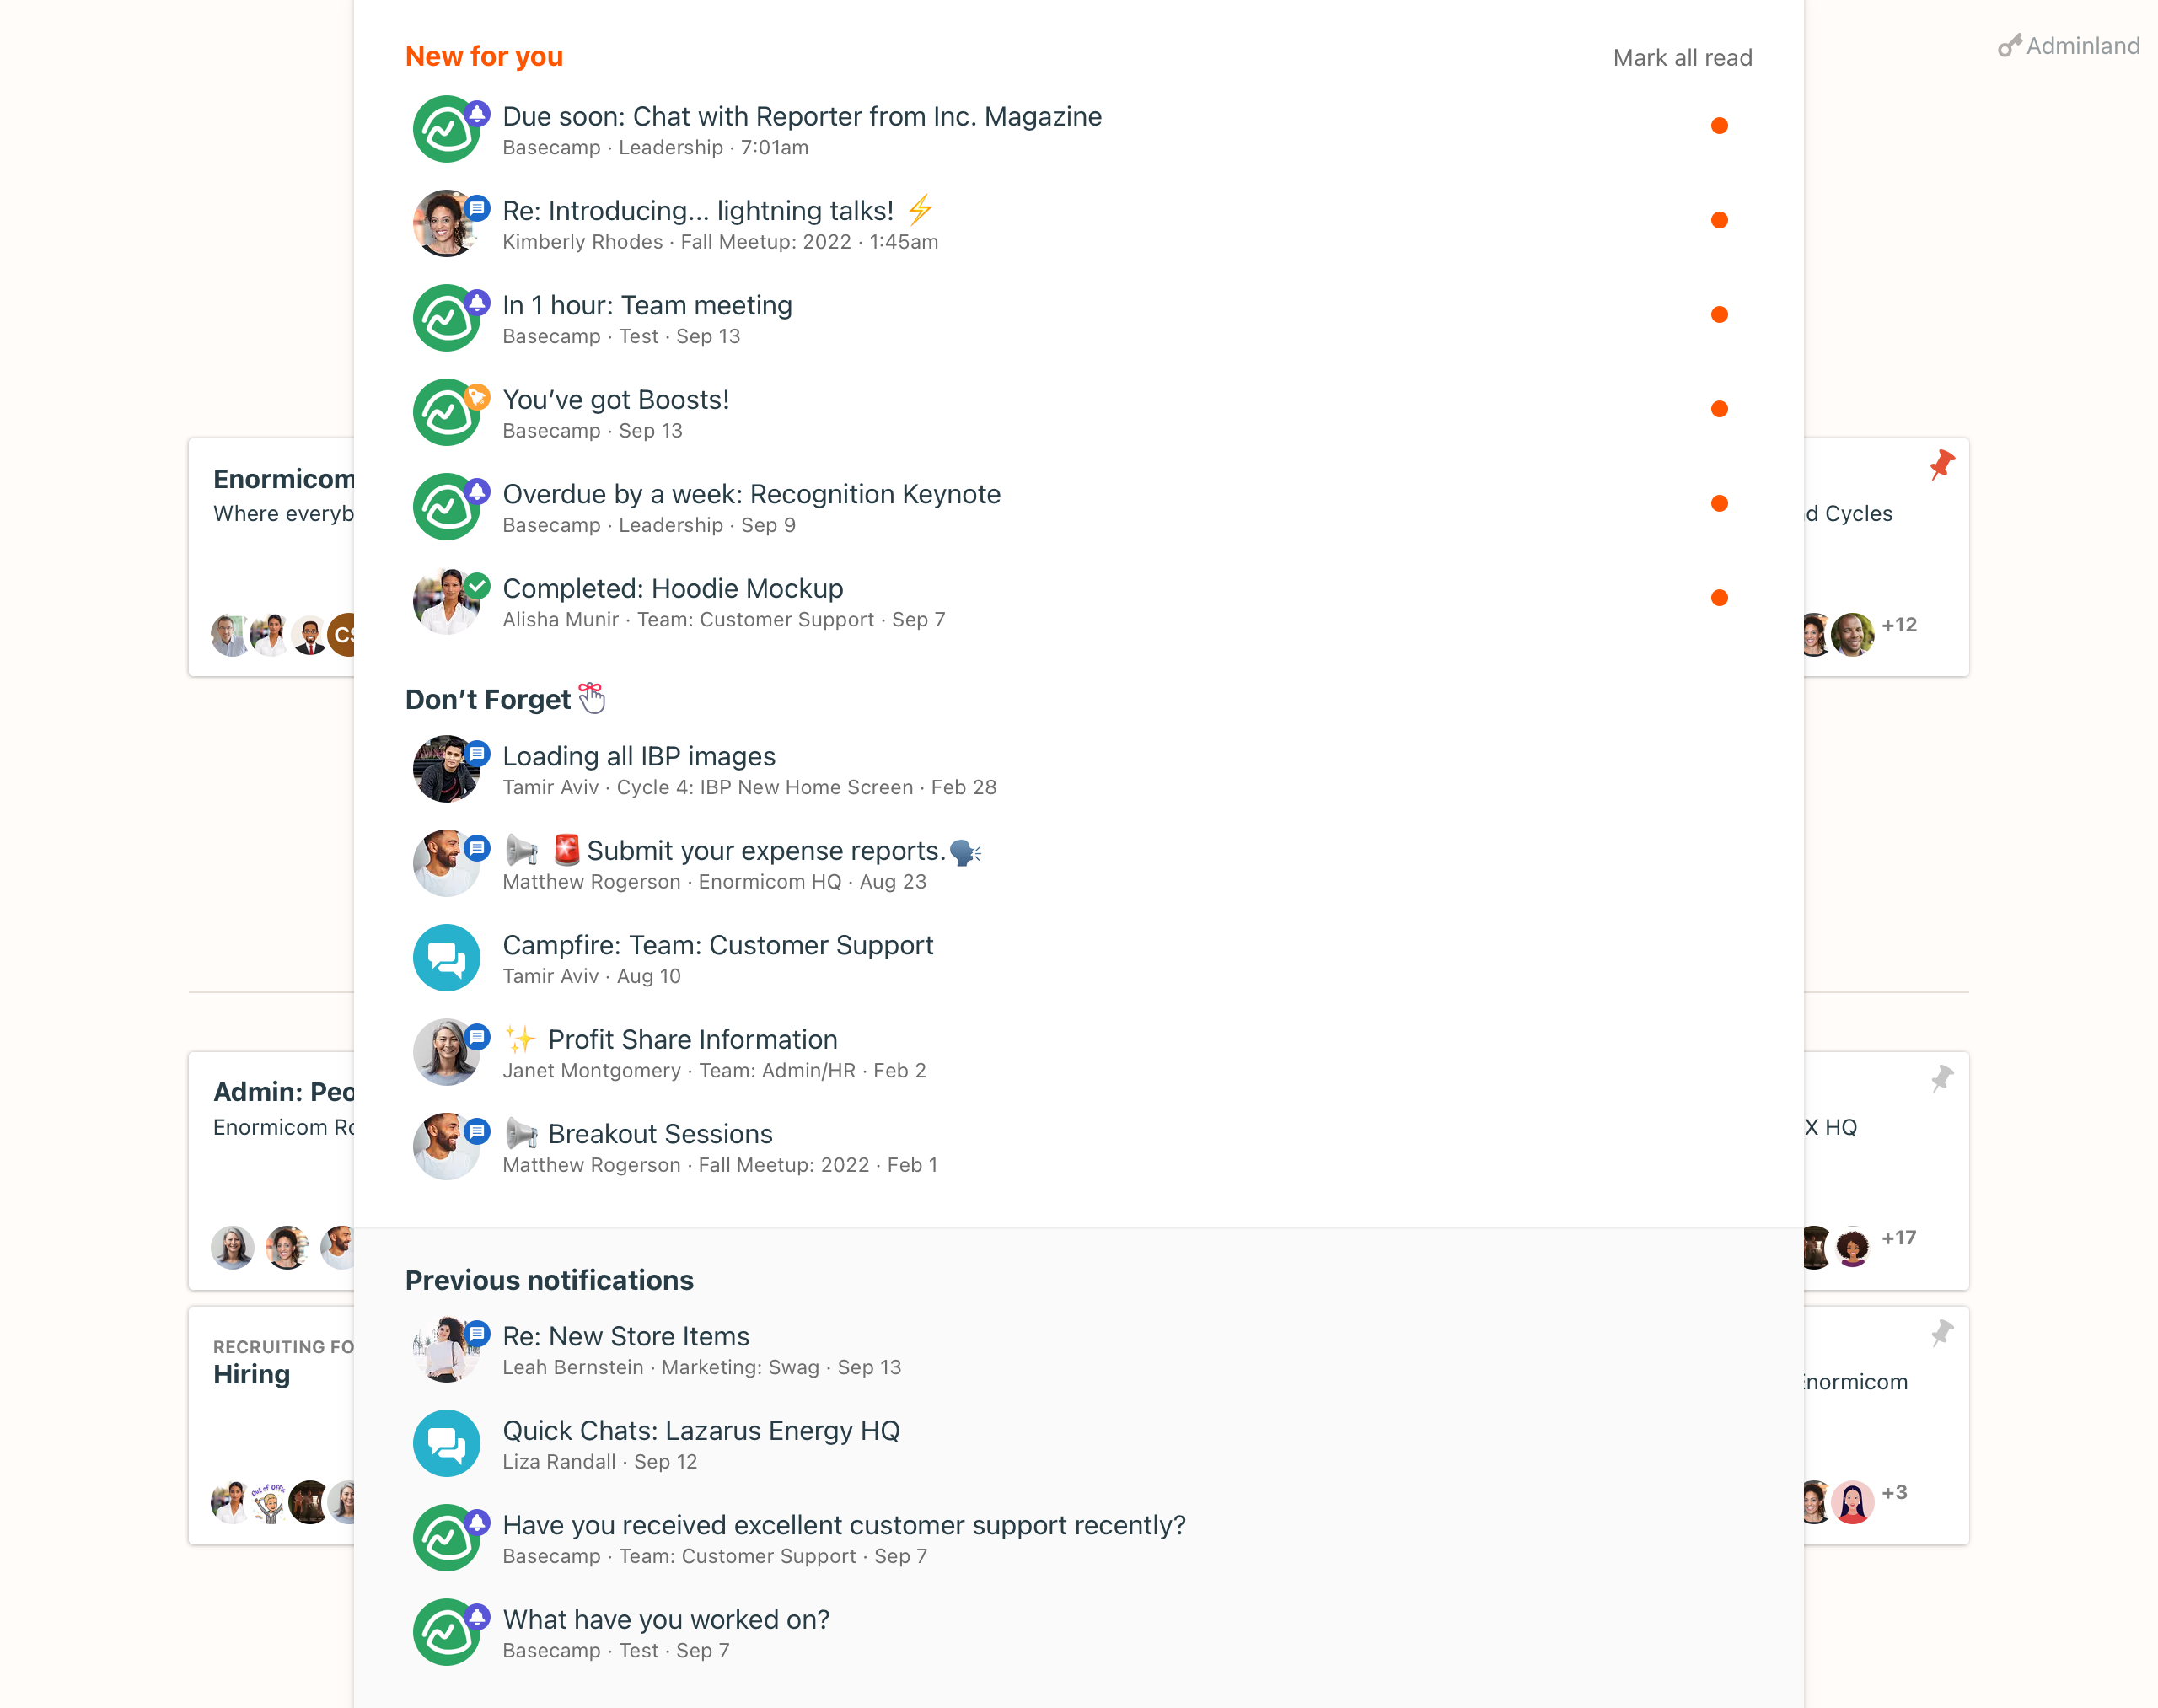 New for you
Mark all read
Adminland
Due soon: Chat with Reporter from Inc. Magazine
Basecamp · Leadership · 7:01am
Re: Introducing... lightning talks! ⚡
Kimberly Rhodes · Fall Meetup: 2022 · 1:45am
In 1 hour: Team meeting
Basecamp · Test · Sep 13
You’ve got Boosts!
Basecamp · Sep 13
Overdue by a week: Recognition Keynote
Basecamp · Leadership · Sep 9
Completed: Hoodie Mockup
Alisha Munir · Team: Customer Support · Sep 7
Don’t Forget
Loading all IBP images
Tamir Aviv · Cycle 4: IBP New Home Screen · Feb 28
📢 🚨Submit your expense reports.🗣
Matthew Rogerson · Enormicom HQ · Aug 23
Campfire: Team: Customer Support
Tamir Aviv · Aug 10
✨ Profit Share Information
Janet Montgomery · Team: Admin/HR · Feb 2
📢 Breakout Sessions
Matthew Rogerson · Fall Meetup: 2022 · Feb 1
Previous notifications
Re: New Store Items
Leah Bernstein · Marketing: Swag · Sep 13
Quick Chats: Lazarus Energy HQ
Liza Randall · Sep 12
Have you received excellent customer support recently?
Basecamp · Team: Customer Support · Sep 7
What have you worked on?
Basecamp · Test · Sep 7
Enormicom
Where everyb
CS
d Cycles
+12
Admin: Peo
Enormicom Ro
X HQ
+17
RECRUITING FO
Hiring
Out of Offi
Enormicom
+3